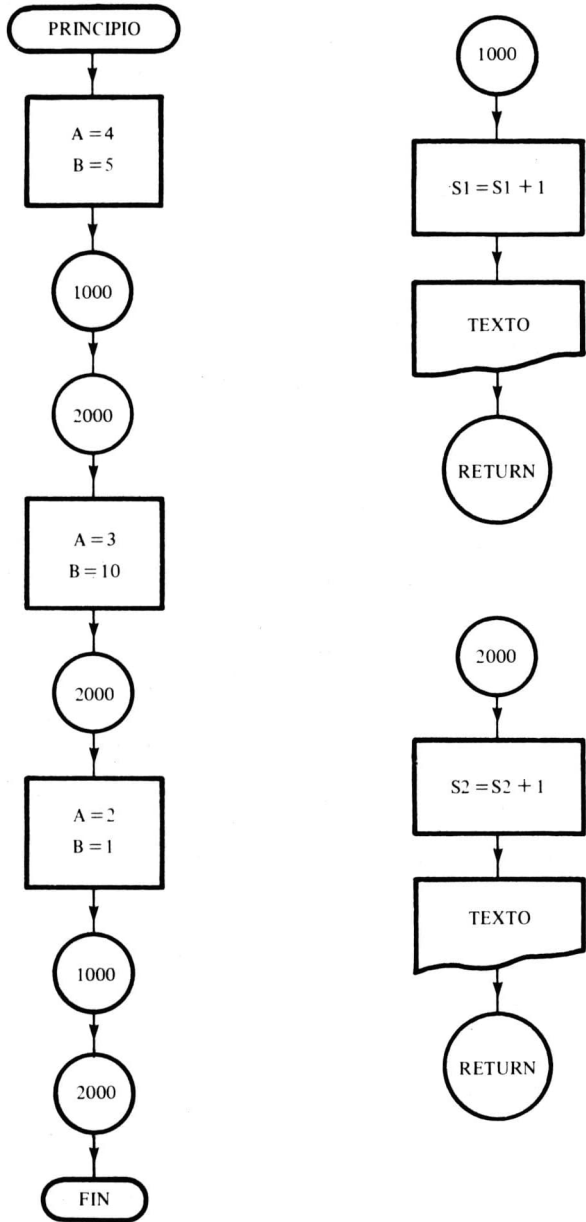 PRINCIPIO
A = 4
B = 5
1000
2000
A = 3
B = 10
2000
A = 2
B = 1
1000
2000
FIN
1000
S1 = S1 + 1
TEXTO
RETURN
2000
S2 = S2 + 1
TEXTO
RETURN